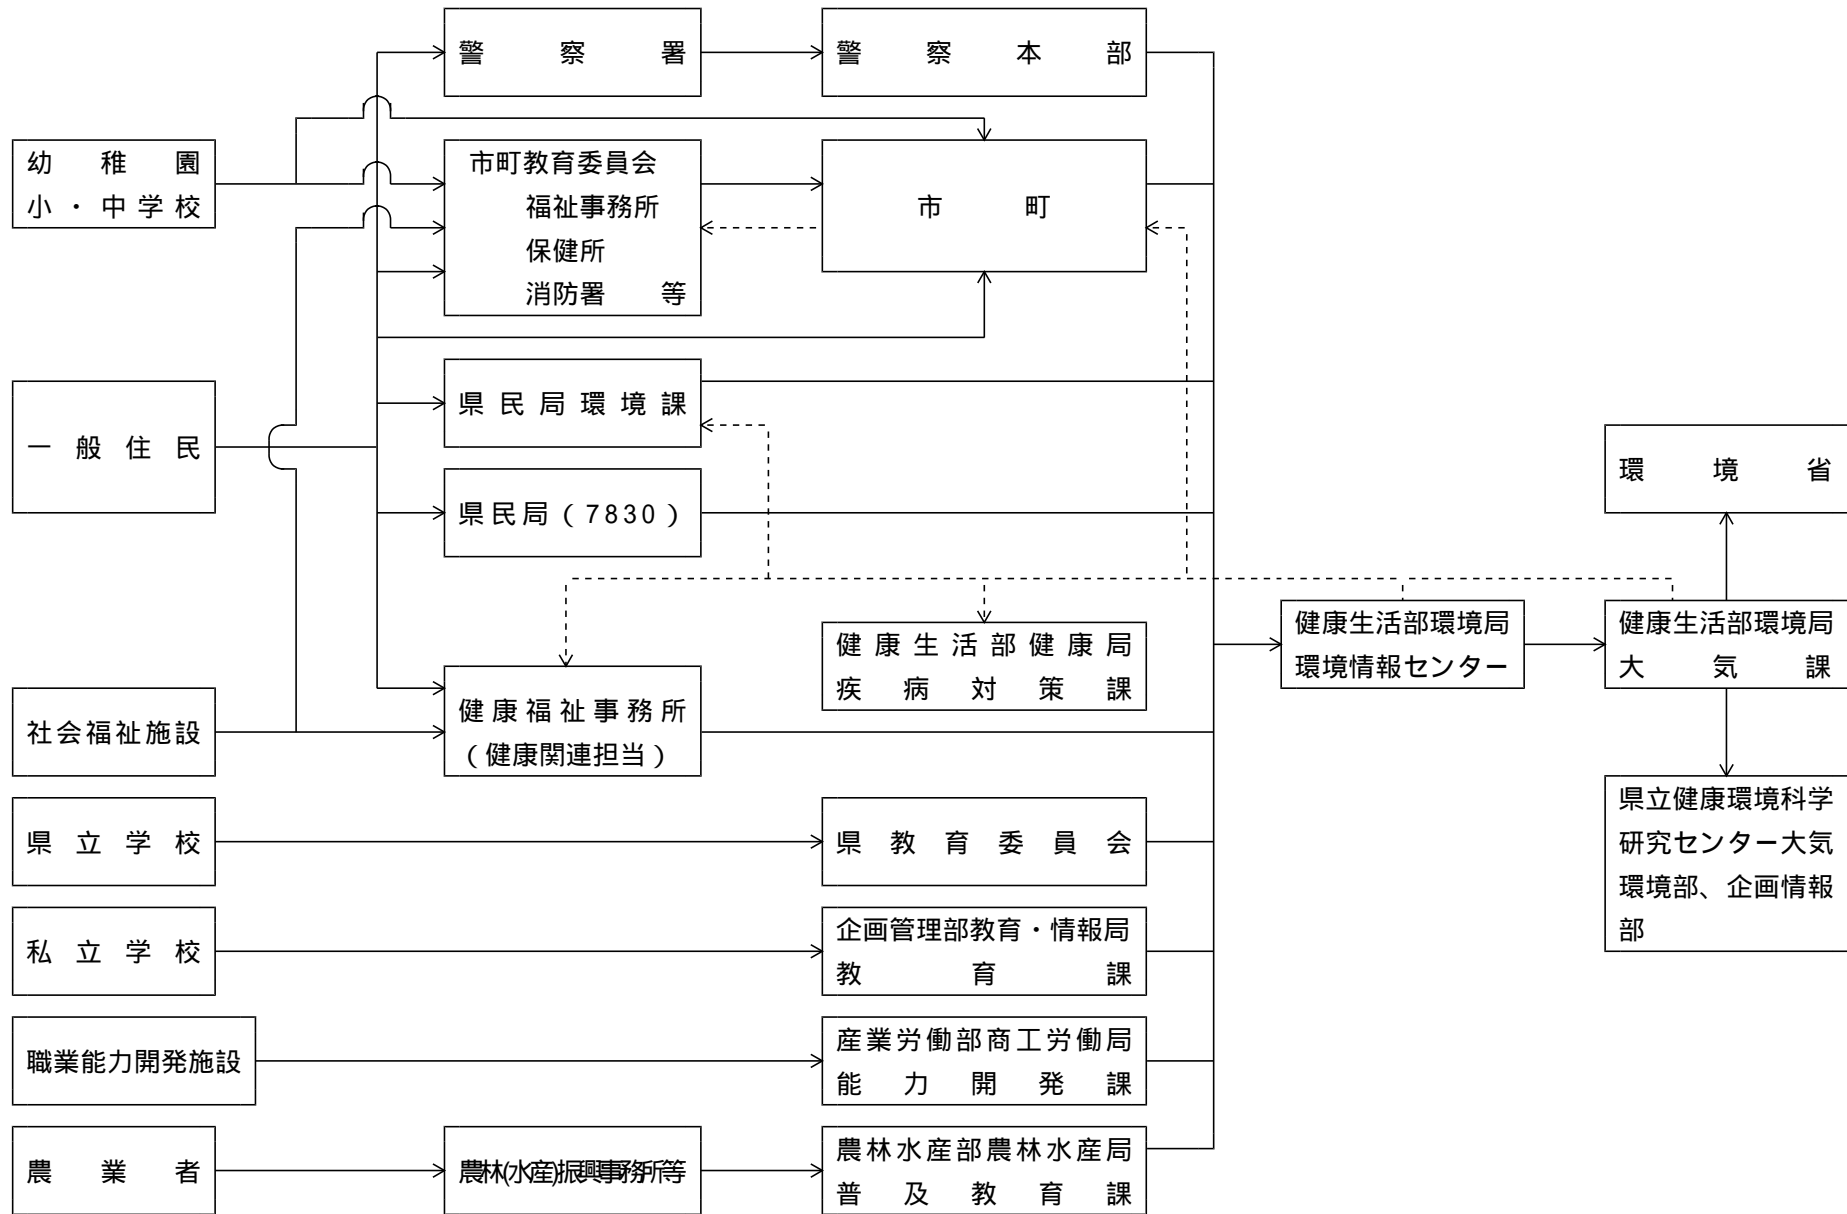 警察署
警察本部
幼稚園
小・中学校
市町教育委員会
福祉事務所
保健所
消防署 等
市町
一般住民
県民局環境課
県民局（7830）
環境省
健康生活部健康局
疾病対策課
健康生活部環境局
環境情報センター
健康生活部環境局
大気課
社会福祉施設
健康福祉事務所
（健康関連担当）
県立健康環境科学
研究センター大気
環境部、企画情報
部
県立学校
県教育委員会
私立学校
企画管理部教育・情報局
教育課
職業能力開発施設
産業労働部商工労働局
能力開発課
農業者
農林(水産)振興事務所等
農林水産部農林水産局
普及教育課